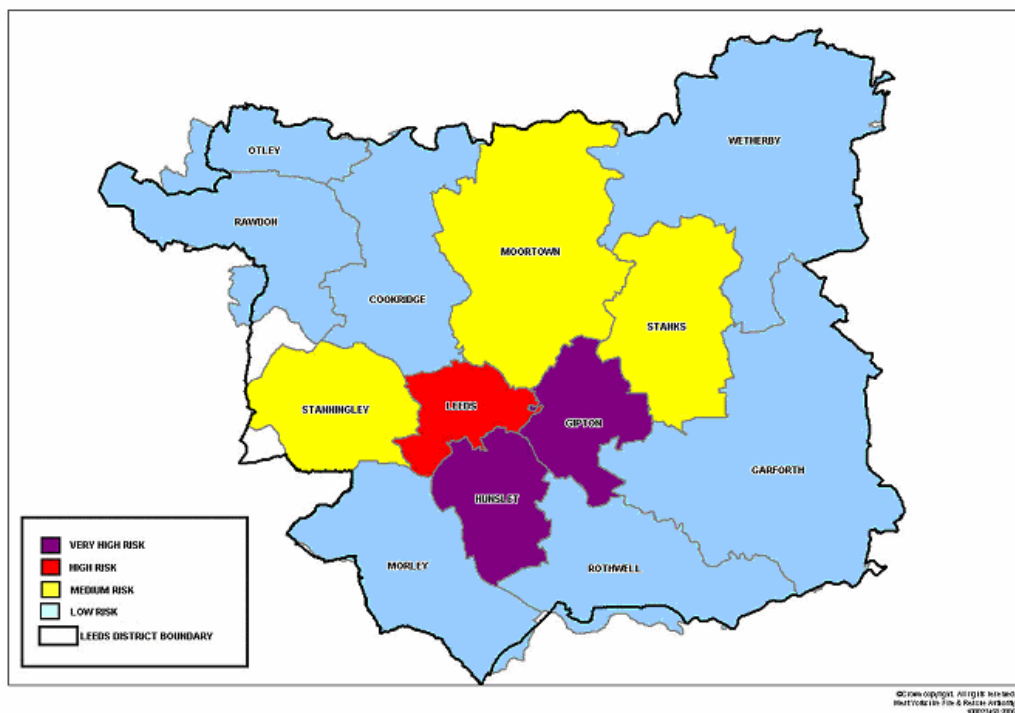 WETHERBY
OTLEY
RAWDON
MOORTOWN
COOKRIDGE
STANKS
LEEDS
STANNINGLEY
GIPTON
GARFORTH
HUNSLET
MORLEY
ROTHWELL
VERY HIGH RISK
HIGH RISK
MEDIUM RISK
LOW RISK
LEEDS DISTRICT BOUNDARY
©Crown copyright. All rights reserved
West Yorkshire Fire & Rescue Authority